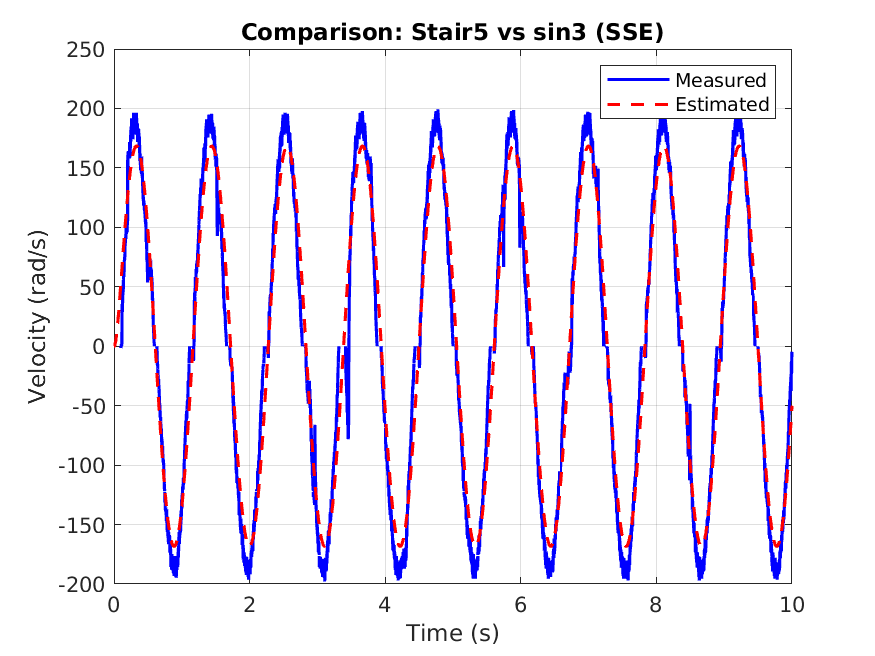 Comparison: Stair5 vs sin3 (SSE)
Measured
Estimated
Velocity (rad/s)
250
200
150
100
50
0
-50
-100
-150
-200
0 2 4 6 8 10
Time (s)